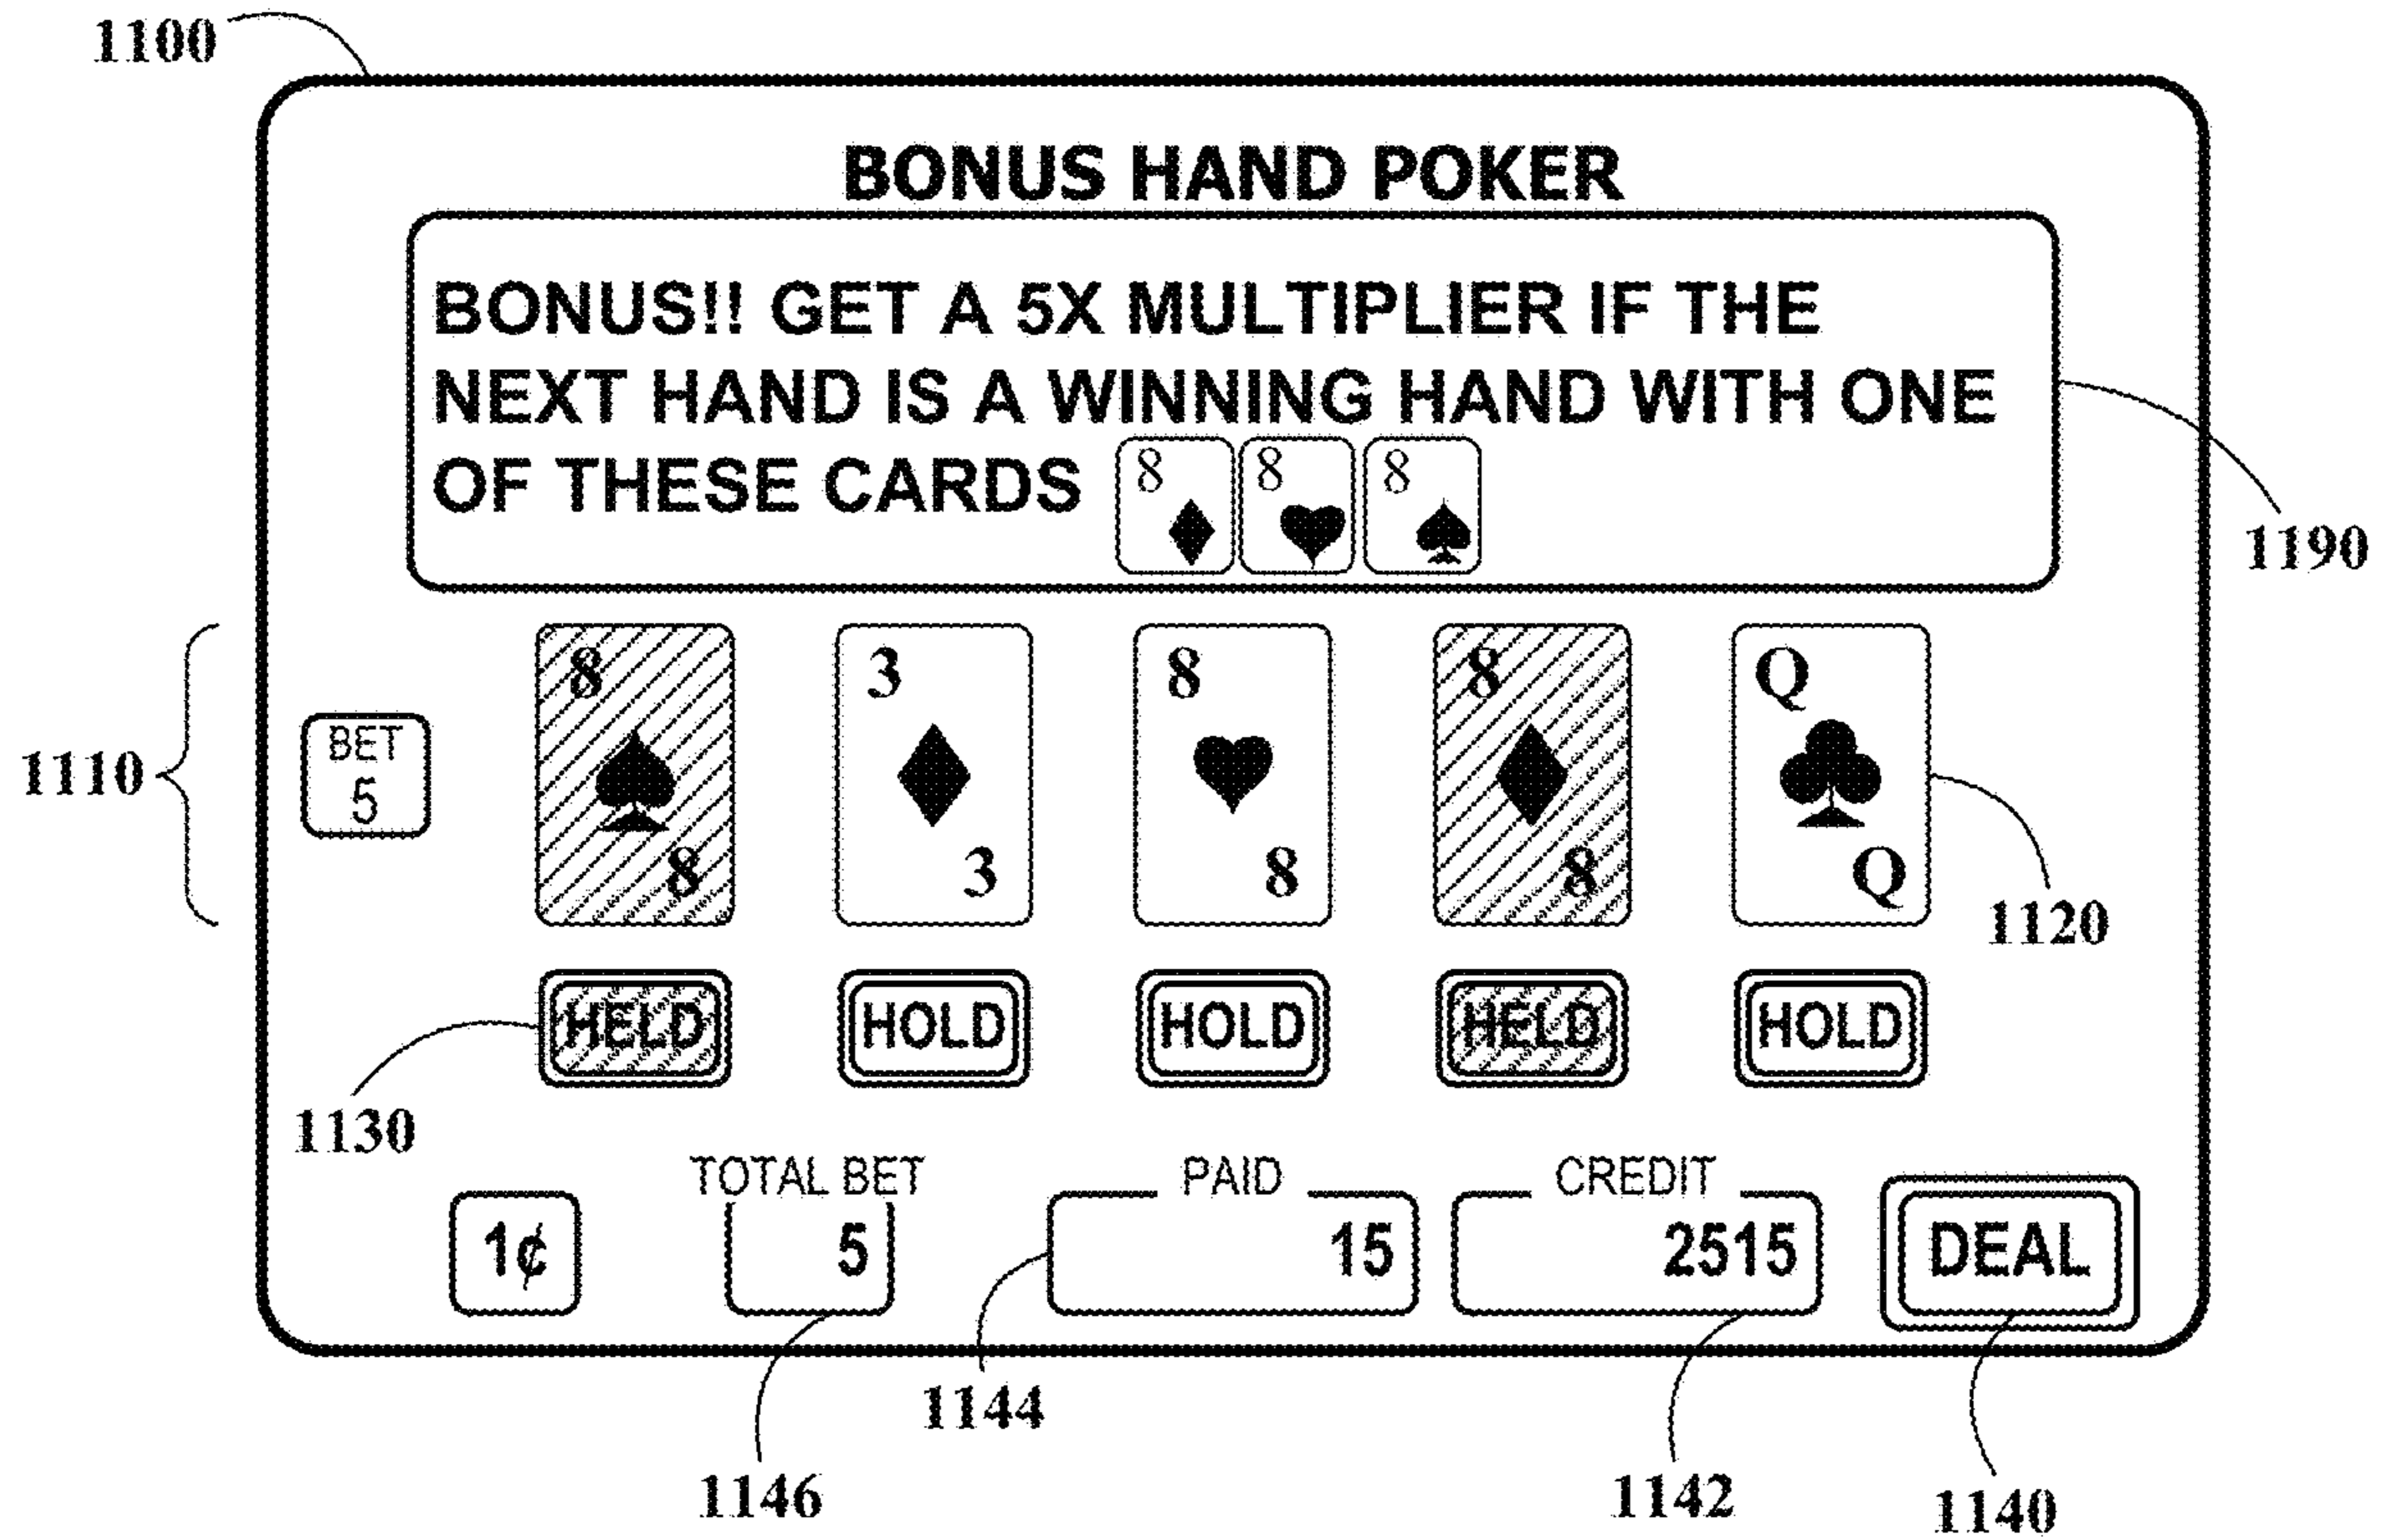 1100
BONUS HAND POKER
BONUS!! GET A 5X MULTIPLIER IF THE
NEXT HAND IS A WINNING HAND WITH ONE
OF THESE CARDS 8 8 8
1190
8 3 8 8 Q
BET
5
1110
8 3 8 8 Q
1120
HELD HOLD HOLD HELD HOLD
1130
TOTAL BET PAID CREDIT
1¢ 5 15 2515 DEAL
1144
1146 1142 1140